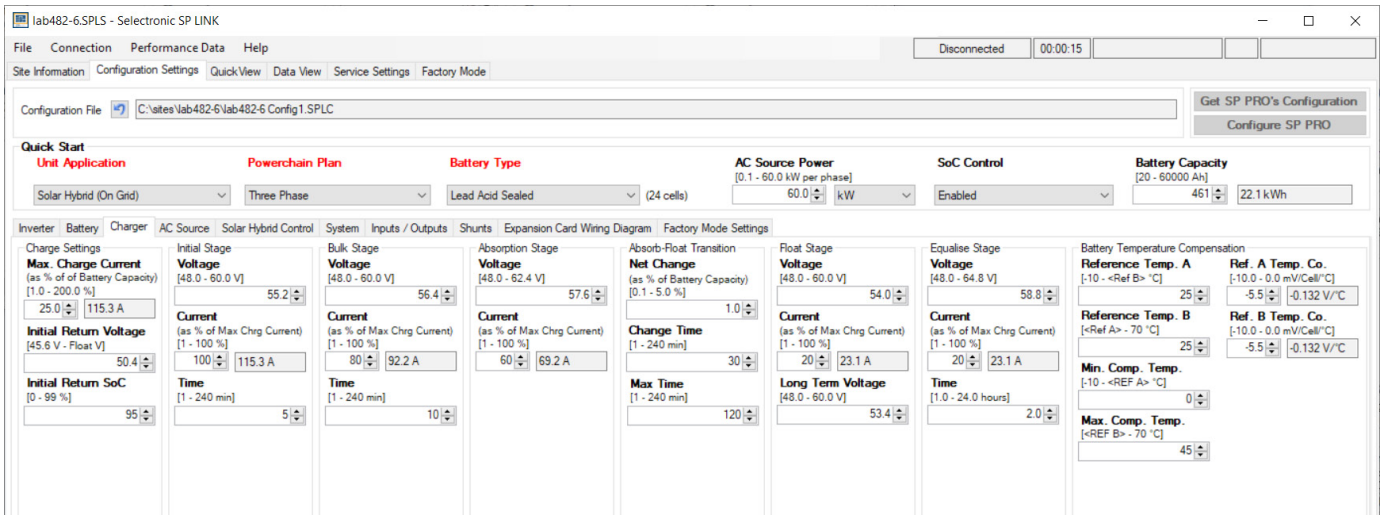 lab482-6.SPLS - Selectronic SP LINK
File Connection Performance Data Help
Disconnected 00:00:15
Site Information Configuration Settings QuickView Data View Service Settings Factory Mode
Configuration File C:\sites\lab482-6\lab482-6 Config1.SPLC
Get SP PRO's Configuration
Configure SP PRO
Quick Start
Unit Application Powerchain Plan Battery Type AC Source Power SoC Control Battery Capacity
[0.1 - 60.0 kW per phase] [20 - 60000 Ah]
Solar Hybrid (On Grid) Three Phase Lead Acid Sealed (24 cells) 60.0 kW Enabled 461 22.1 kWh
Inverter Battery Charger AC Source Solar Hybrid Control System Inputs / Outputs Shunts Expansion Card Wiring Diagram Factory Mode Settings
Charge Settings
Max. Charge Current
(as % of of Battery Capacity)
[1.0 - 200.0 %]
25.0 115.3 A
Initial Return Voltage
[45.6 V - Float V]
50.4
Initial Return SoC
[0 - 99 %]
95
Initial Stage
Voltage
[48.0 - 60.0 V]
55.2
Current
(as % of Max Chrg Current)
[1 - 100 %]
100 115.3 A
Time
[1 - 240 min]
5
Bulk Stage
Voltage
[48.0 - 60.0 V]
56.4
Current
(as % of Max Chrg Current)
[1 - 100 %]
80 92.2 A
Time
[1 - 240 min]
10
Absorption Stage
Voltage
[48.0 - 62.4 V]
57.6
Current
(as % of Max Chrg Current)
[1 - 100 %]
60 69.2 A
Absorb-Float Transition
Net Change
(as % of Battery Capacity)
[0.1 - 5.0 %]
1.0
Change Time
[1 - 240 min]
30
Max Time
[1 - 240 min]
120
Float Stage
Voltage
[48.0 - 60.0 V]
54.0
Current
(as % of Max Chrg Current)
[1 - 100 %]
20 23.1 A
Long Term Voltage
[48.0 - 60.0 V]
53.4
Equalise Stage
Voltage
[48.0 - 64.8 V]
58.8
Current
(as % of Max Chrg Current)
[1 - 100 %]
20 23.1 A
Time
[1.0 - 24.0 hours]
2.0
Battery Temperature Compensation
Reference Temp. A Ref. A Temp. Co.
[-10 - <Ref B> °C] [-10.0 - 0.0 mV/Cell/°C]
25 -5.5 -0.132 V/°C
Reference Temp. B Ref. B Temp. Co.
[<Ref A> - 70 °C] [-10.0 - 0.0 mV/Cell/°C]
25 -5.5 -0.132 V/°C
Min. Comp. Temp.
[-10 - <REF A> °C]
0
Max. Comp. Temp.
[<REF B> - 70 °C]
45